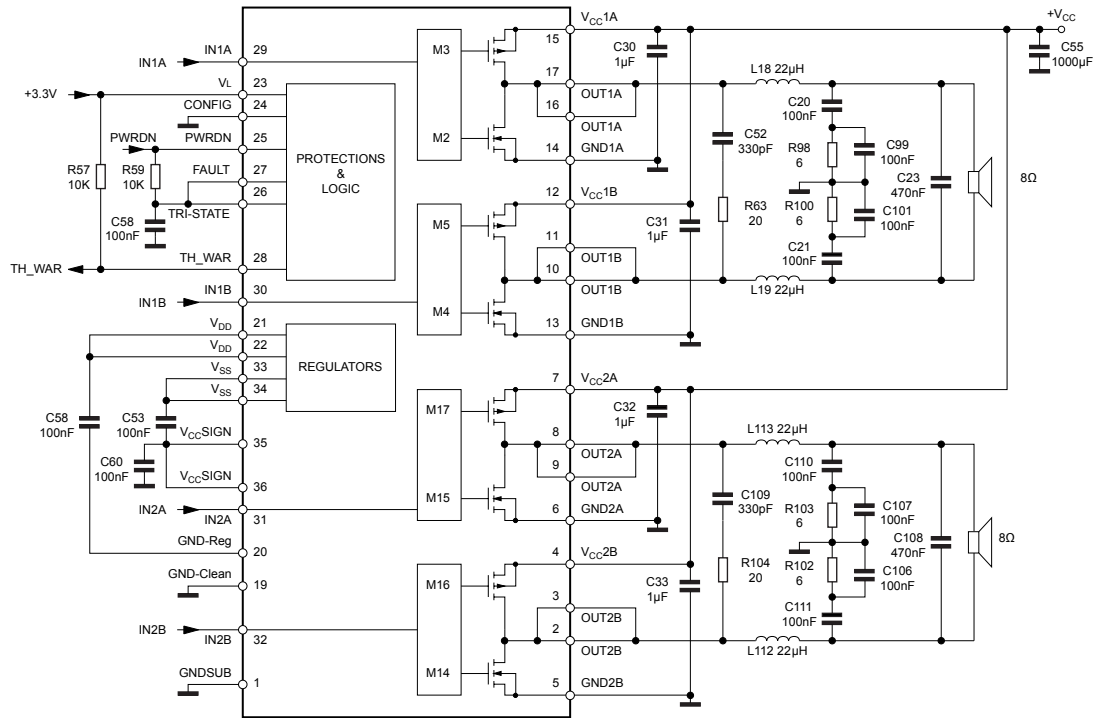 VCC1A
+VCC
IN1A
29
15
M3
C30
1µF
C55
1000µF
IN1A
VL
23
17
L18 22µH
+3.3V
CONFIG
24
OUT1A
16
C20
100nF
PWRDN
PWRDN
25
M2
OUT1A
C52
330pF
14
GND1A
R57
10K
R59
10K
FAULT
27
PROTECTIONS
&
LOGIC
R98
6
C99
100nF
26
12
VCC1B
C23
470nF
8Ω
TRI-STATE
C58
100nF
M5
C31
1µF
R63
20
R100
6
C101
100nF
11
OUT1B
C21
100nF
TH_WAR
TH_WAR
28
10
OUT1B
L19 22µH
IN1B
IN1B
30
M4
13
GND1B
VDD
21
VDD
22
REGULATORS
VSS
33
VSS
34
7
VCC2A
M17
C32
1µF
C58
100nF
C53
100nF
VCCSIGN
35
8
L113 22µH
OUT2A
C60
100nF
9
OUT2A
C110
100nF
VCCSIGN
36
M15
C109
330pF
IN2A
IN2A
31
6
GND2A
R103
6
C107
100nF
GND-Reg
20
4
VCC2B
C108
470nF
8Ω
GND-Clean
19
M16
C33
1µF
R104
20
R102
6
C106
100nF
3
OUT2B
C111
100nF
IN2B
IN2B
32
2
OUT2B
L112 22µH
M14
GNDSUB
1
5
GND2B